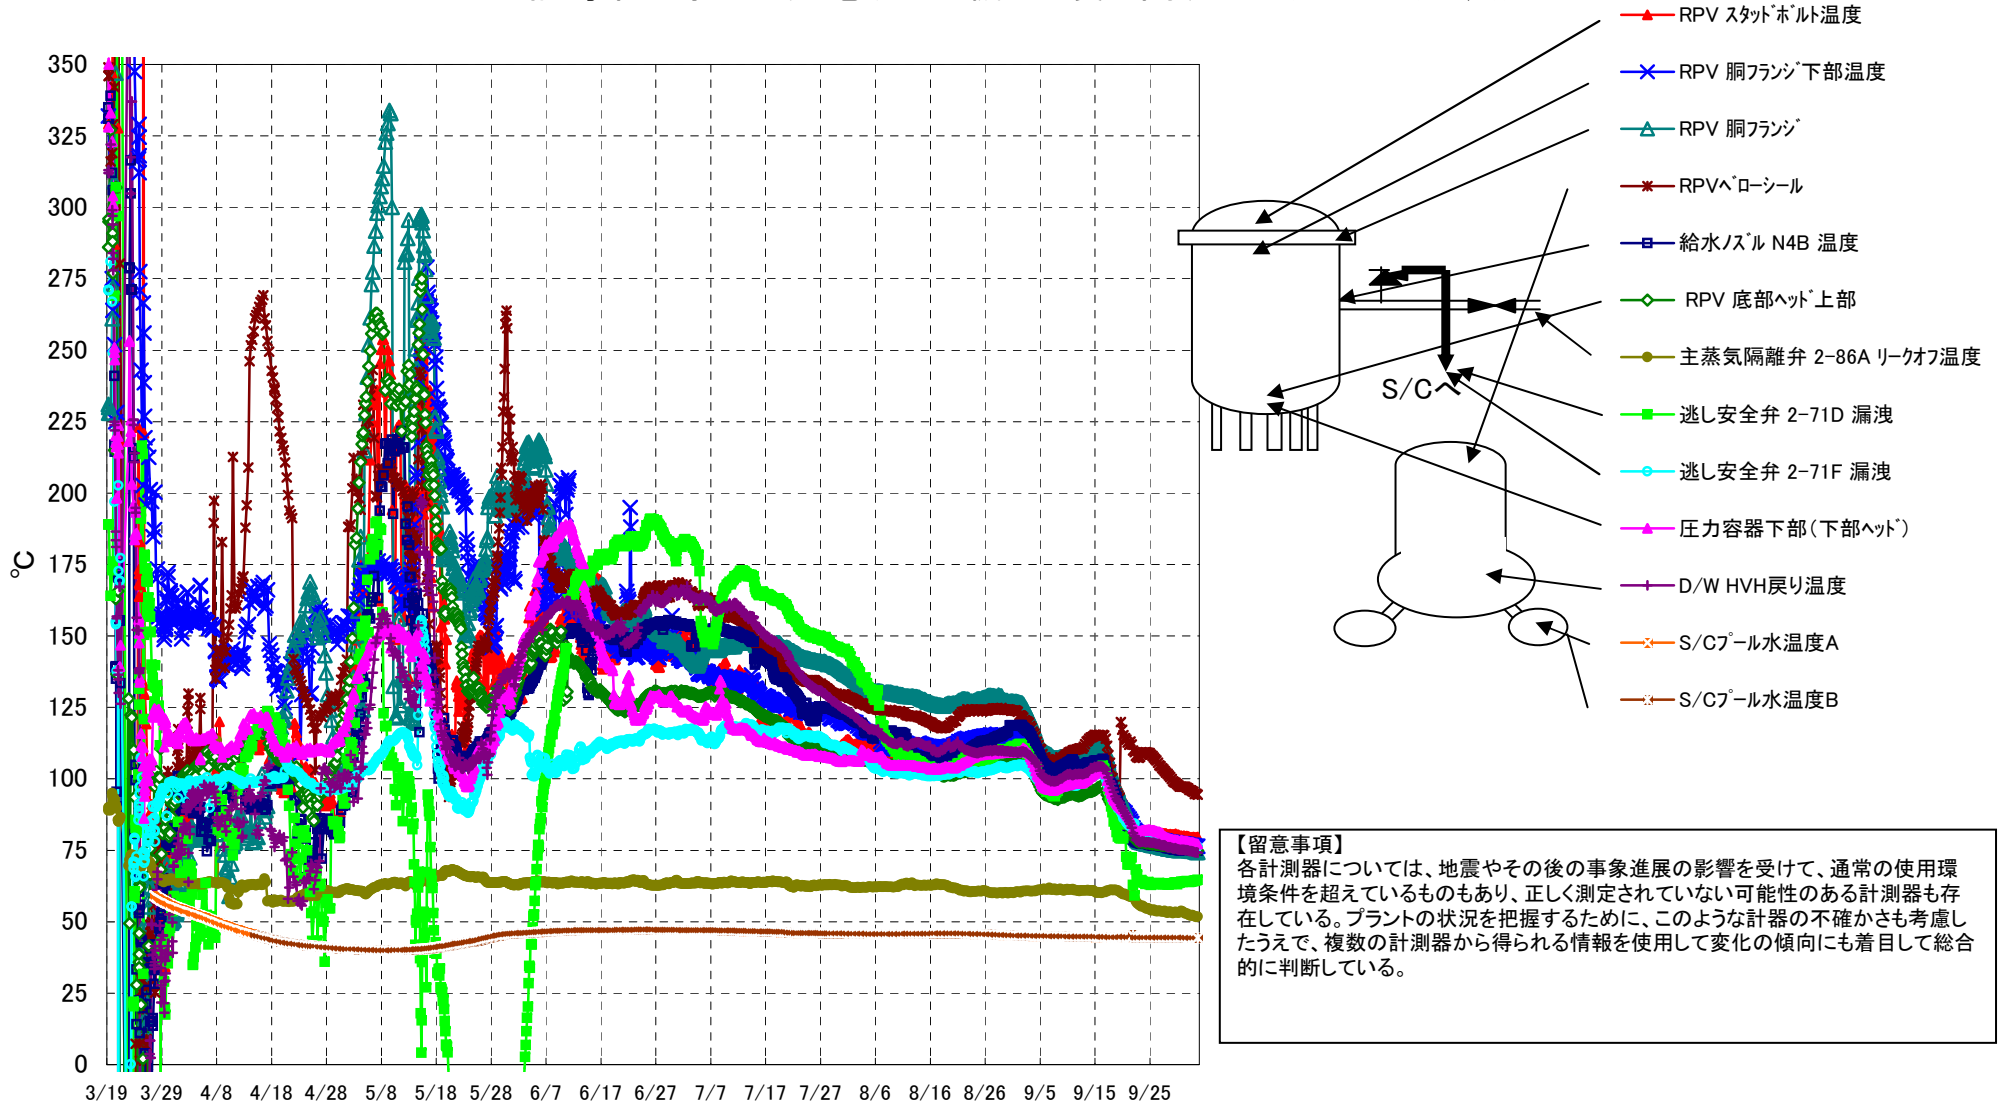 RPV スタッドボルト温度
RPV 胴フランジ下部温度
RPV 胴フランジ
RPVベローシール
給水ノズル N4B 温度
RPV 底部ヘッド上部
主蒸気隔離弁 2-86A リークオフ温度
逃し安全弁 2-71D 漏洩
逃し安全弁 2-71F 漏洩
圧力容器下部(下部ヘッド)
D/W HVH戻り温度
S/Cプール水温度A
S/Cプール水温度B
350
325
300
275
250
225
200
175
150
125
100
75
50
25
0
℃
3/19 3/29 4/8 4/18 4/28 5/8 5/18 5/28 6/7 6/17 6/27 7/7 7/17 7/27 8/6 8/16 8/26 9/5 9/15 9/25
S/Cへ
【留意事項】
各計測器については、地震やその後の事象進展の影響を受けて、通常の使用環
境条件を超えているものもあり、正しく測定されていない可能性のある計測器も存
在している。プラントの状況を把握するために、このような計器の不確かさも考慮し
たうえで、複数の計測器から得られる情報を使用して変化の傾向にも着目して総合
的に判断している。